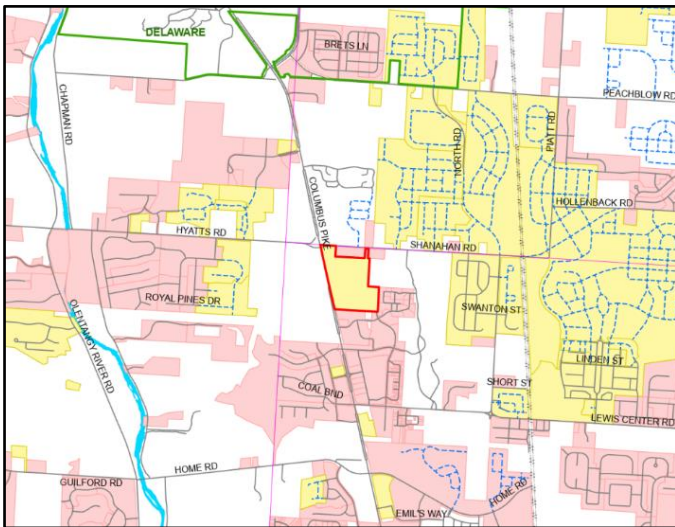 DELAWARE
BRETS LN
PEACHBLOW RD
CHAPMAN RD
NORTH RD
PIATT RD
COLUMBUS PIKE
HOLLENBACK RD
HYATTS RD
SHANAHAN RD
ROYAL PINES DR
SWANTON ST
OLENTANGY RIVER RD
LINDEN ST
SHORT ST
COAL BND
LEWIS CENTER RD
HOME RD
GUILFORD RD
HOME RD
EMIL'S WAY